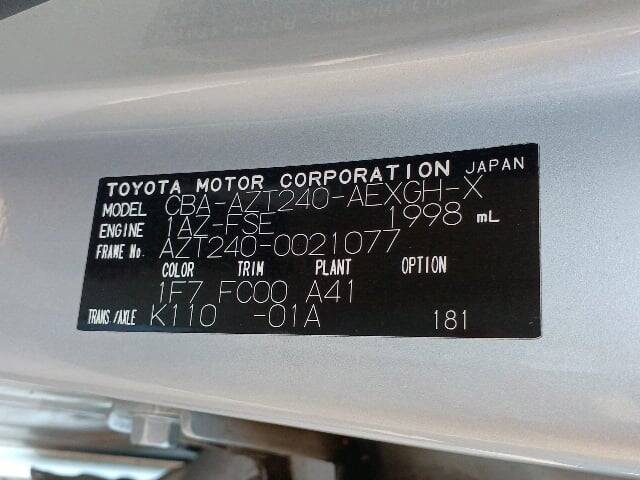 TOYOTA MOTOR CORPORATION JAPAN
MODEL CBA-AZT240-AEXGH-X
ENGINE 1AZ-FSE 1998 mL
FRAME No. AZT240-0021077
COLOR TRIM PLANT OPTION
1F7 FC00 A41
TRANS/AXLE K110 -01A 181